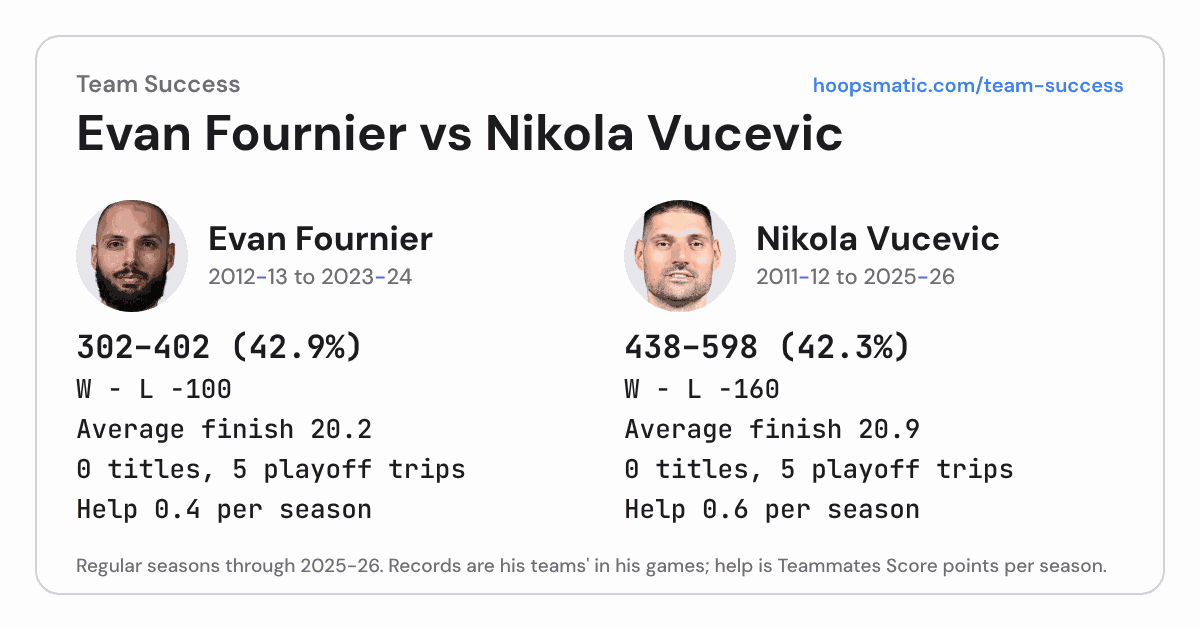 Team Success
hoopsmatic.com/team-success
Evan Fournier vs Nikola Vucevic
Evan Fournier
2012-13 to 2023-24
302-402 (42.9%)
W - L -100
Average finish 20.2
0 titles, 5 playoff trips
Help 0.4 per season
Nikola Vucevic
2011-12 to 2025-26
438-598 (42.3%)
W - L -160
Average finish 20.9
0 titles, 5 playoff trips
Help 0.6 per season
Regular seasons through 2025-26. Records are his teams' in his games; help is Teammates Score points per season.